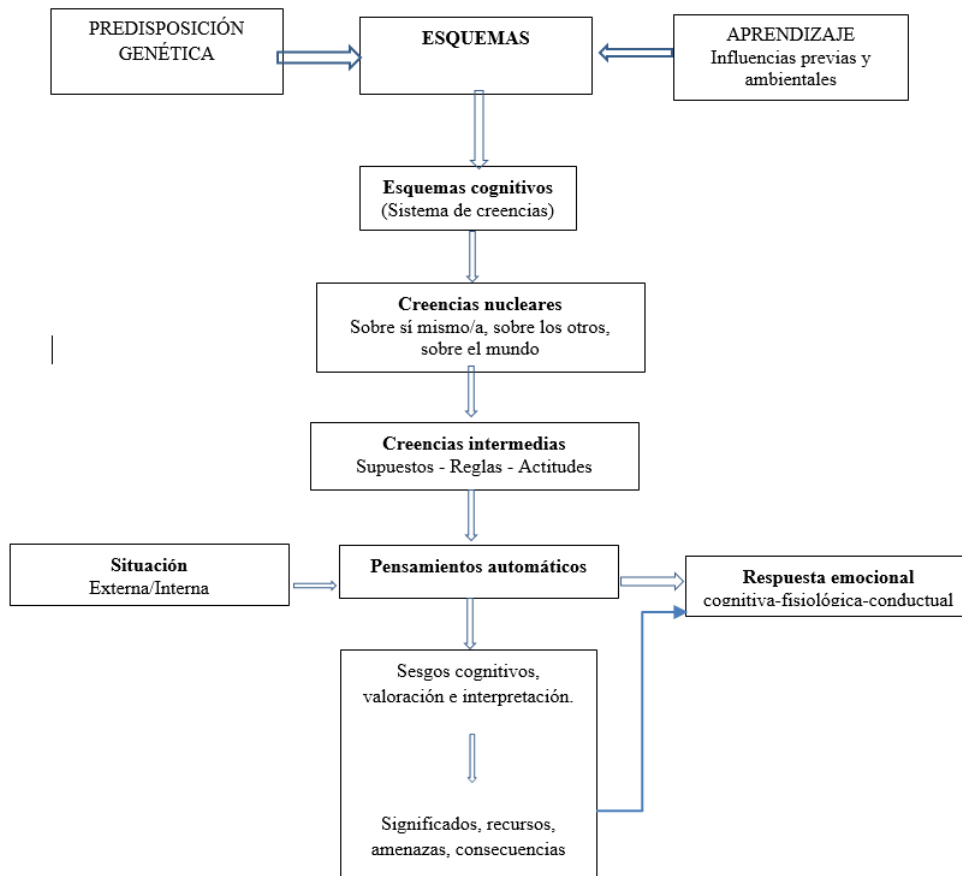 PREDISPOSICIÓN
GENÉTICA
ESQUEMAS
APRENDIZAJE
Influencias previas y
ambientales
Esquemas cognitivos
(Sistema de creencias)
Creencias nucleares
Sobre sí mismo/a, sobre los otros,
sobre el mundo
Creencias intermedias
Supuestos - Reglas - Actitudes
Situación
Externa/Interna
Pensamientos automáticos
Respuesta emocional
cognitiva-fisiológica-conductual
Sesgos cognitivos,
valoración e interpretación.
Significados, recursos,
amenazas, consecuencias